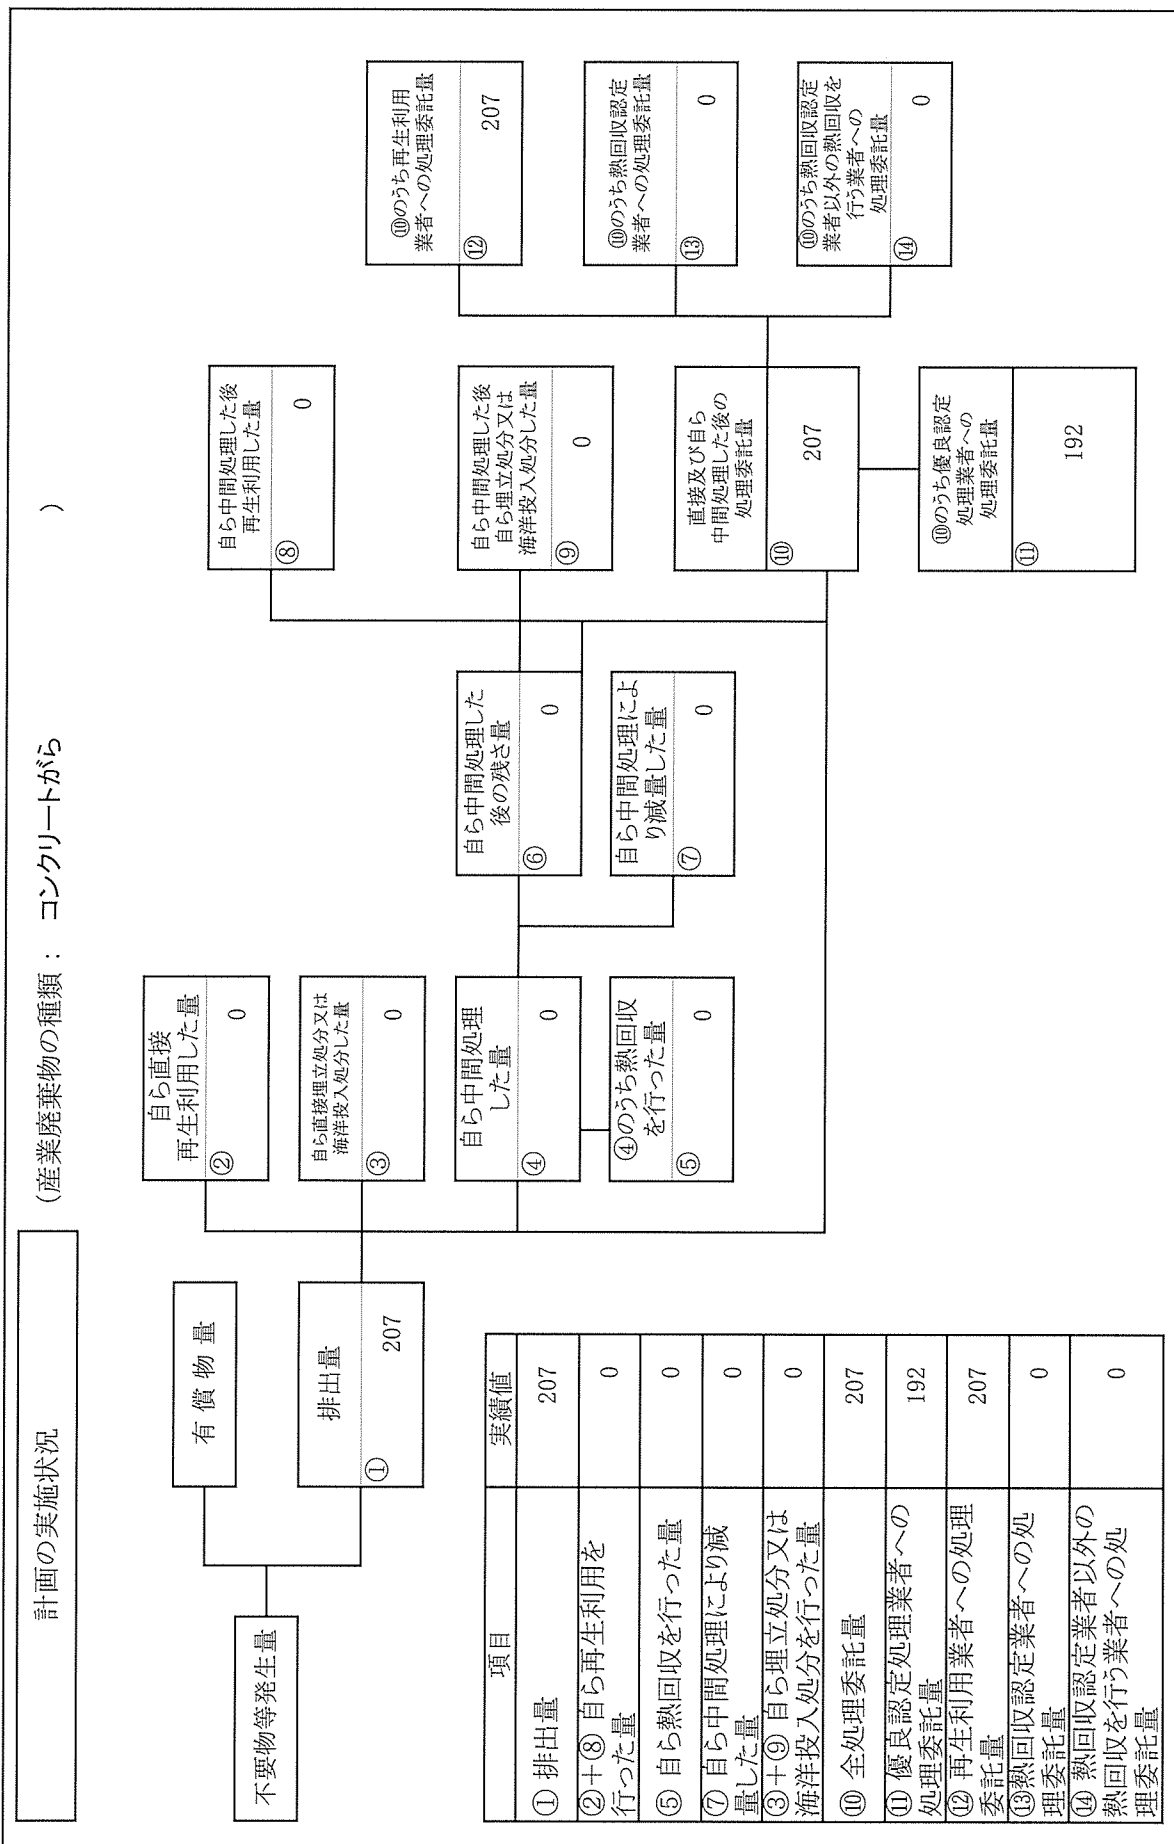 計画の実施状況
(産業廃棄物の種類： コンクリートがら )
不要物等発生量
有 償 物 量
排出量
① 207
自ら直接
再生利用した量
② 0
自ら直接埋立処分又は
海洋投入処分した量
③ 0
自ら中間処理
した量
④ 0
④のうち熱回収
を行った量
⑤ 0
自ら中間処理した
後の残さ量
⑥ 0
自ら中間処理によ
り減量した量
⑦ 0
自ら中間処理した後
再生利用した量
⑧ 0
自ら中間処理した後
自ら埋立処分又は
海洋投入処分した量
⑨ 0
直接及び自ら
中間処理した後の
処理委託量
⑩ 207
⑩のうち優良認定
処理業者への
処理委託量
⑪ 192
⑩のうち再生利用
業者への処理委託量
⑫ 207
⑩のうち熱回収認定
業者への処理委託量
⑬ 0
⑩のうち熱回収認定
業者以外の熱回収を
行う業者への
処理委託量
⑭ 0
項目 実績値
① 排出量 207
②＋⑧ 自ら再生利用を
行った量 0
⑤ 自ら熱回収を行った量 0
⑦ 自ら中間処理により減
量した量 0
③＋⑨ 自ら埋立処分又は
海洋投入処分を行った量 0
⑩ 全処理委託量 207
⑪ 優良認定処理業者への
処理委託量 192
⑫ 再生利用業者への処理
委託量 207
⑬熱回収認定業者への処
理委託量 0
⑭ 熱回収認定業者以外の
熱回収を行う業者への処
理委託量 0